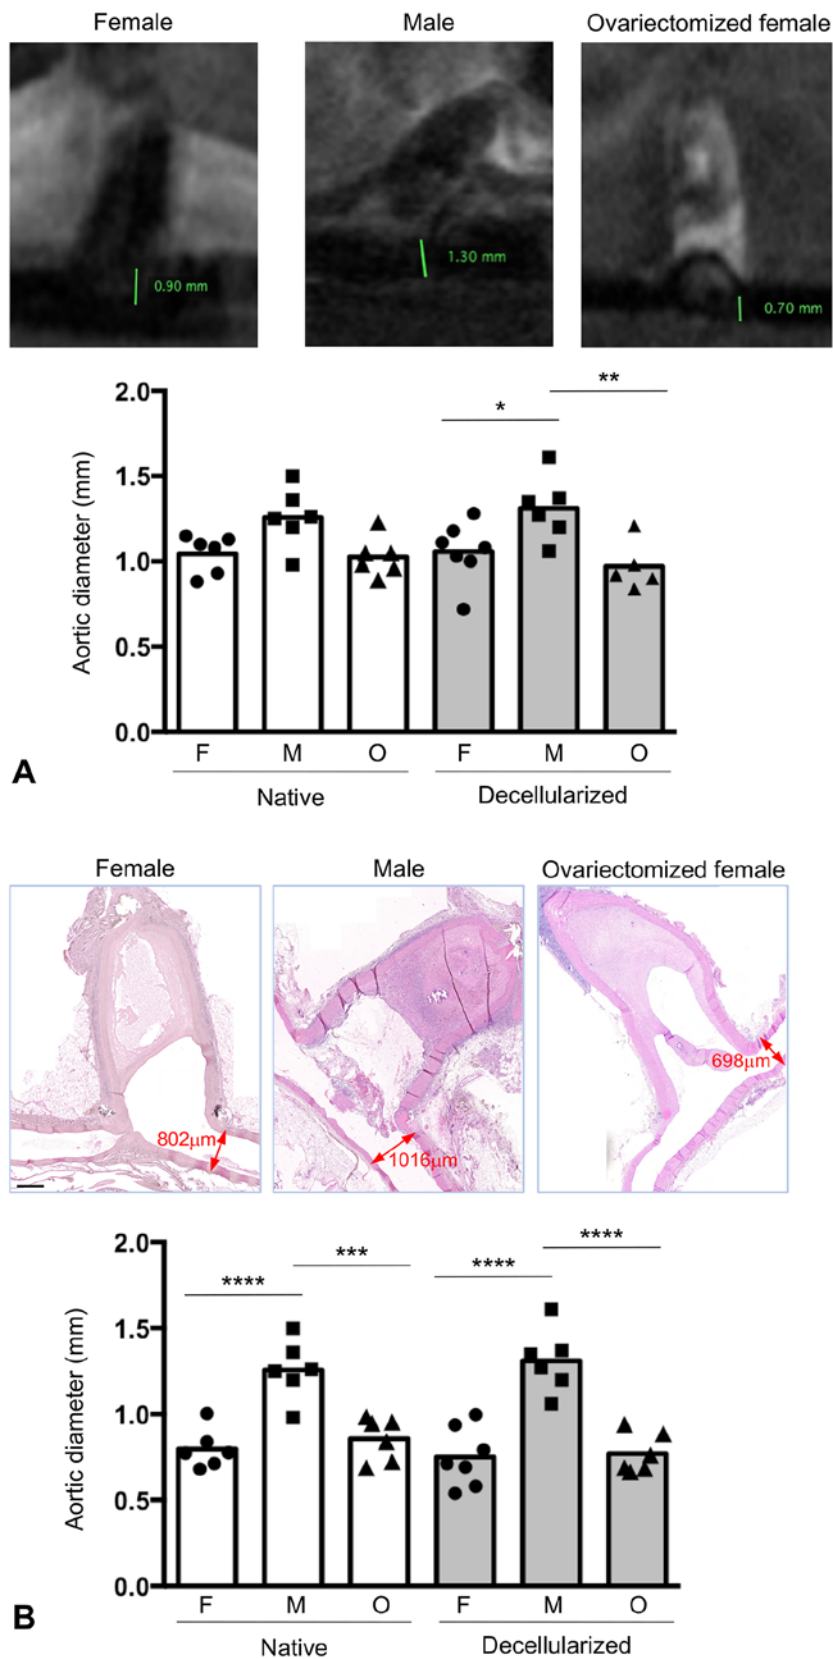 Female Male Ovariectomized female
0.90 mm 1.30 mm 0.70 mm
* **
2.0
1.5
1.0
0.5
0.0
Aortic diameter (mm)
F M O F M O
Native Decellularized
A
Female Male Ovariectomized female
802µm 1016µm 698µm
**** *** **** ****
2.0
1.5
1.0
0.5
0.0
Aortic diameter (mm)
F M O F M O
Native Decellularized
B